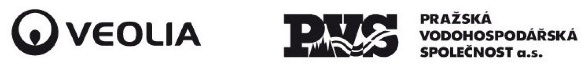 VEOLIA
PVS
PRAŽSKÁ
VODOHOSPODÁŘSKÁ
SPOLEČNOST a.s.